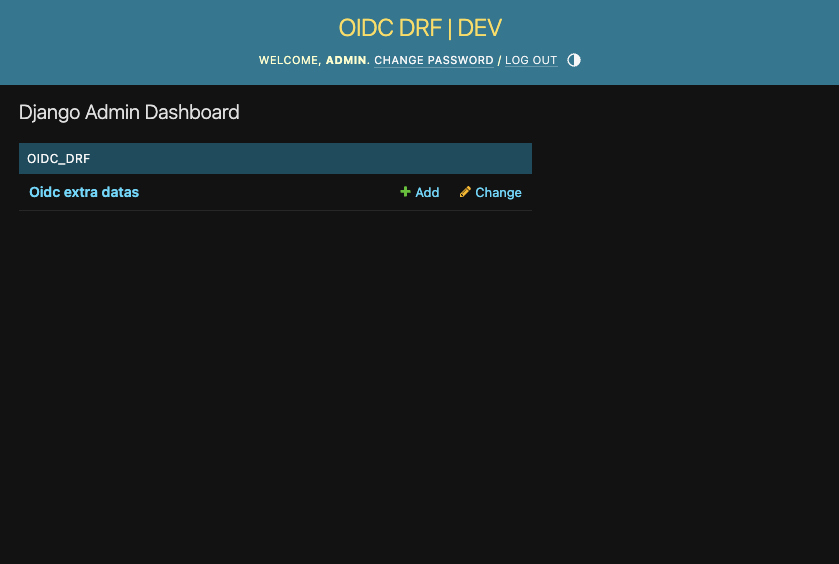 OIDC DRF | DEV
WELCOME, ADMIN. CHANGE PASSWORD / LOG OUT
Django Admin Dashboard
OIDC_DRF
Oidc extra datas Add Change